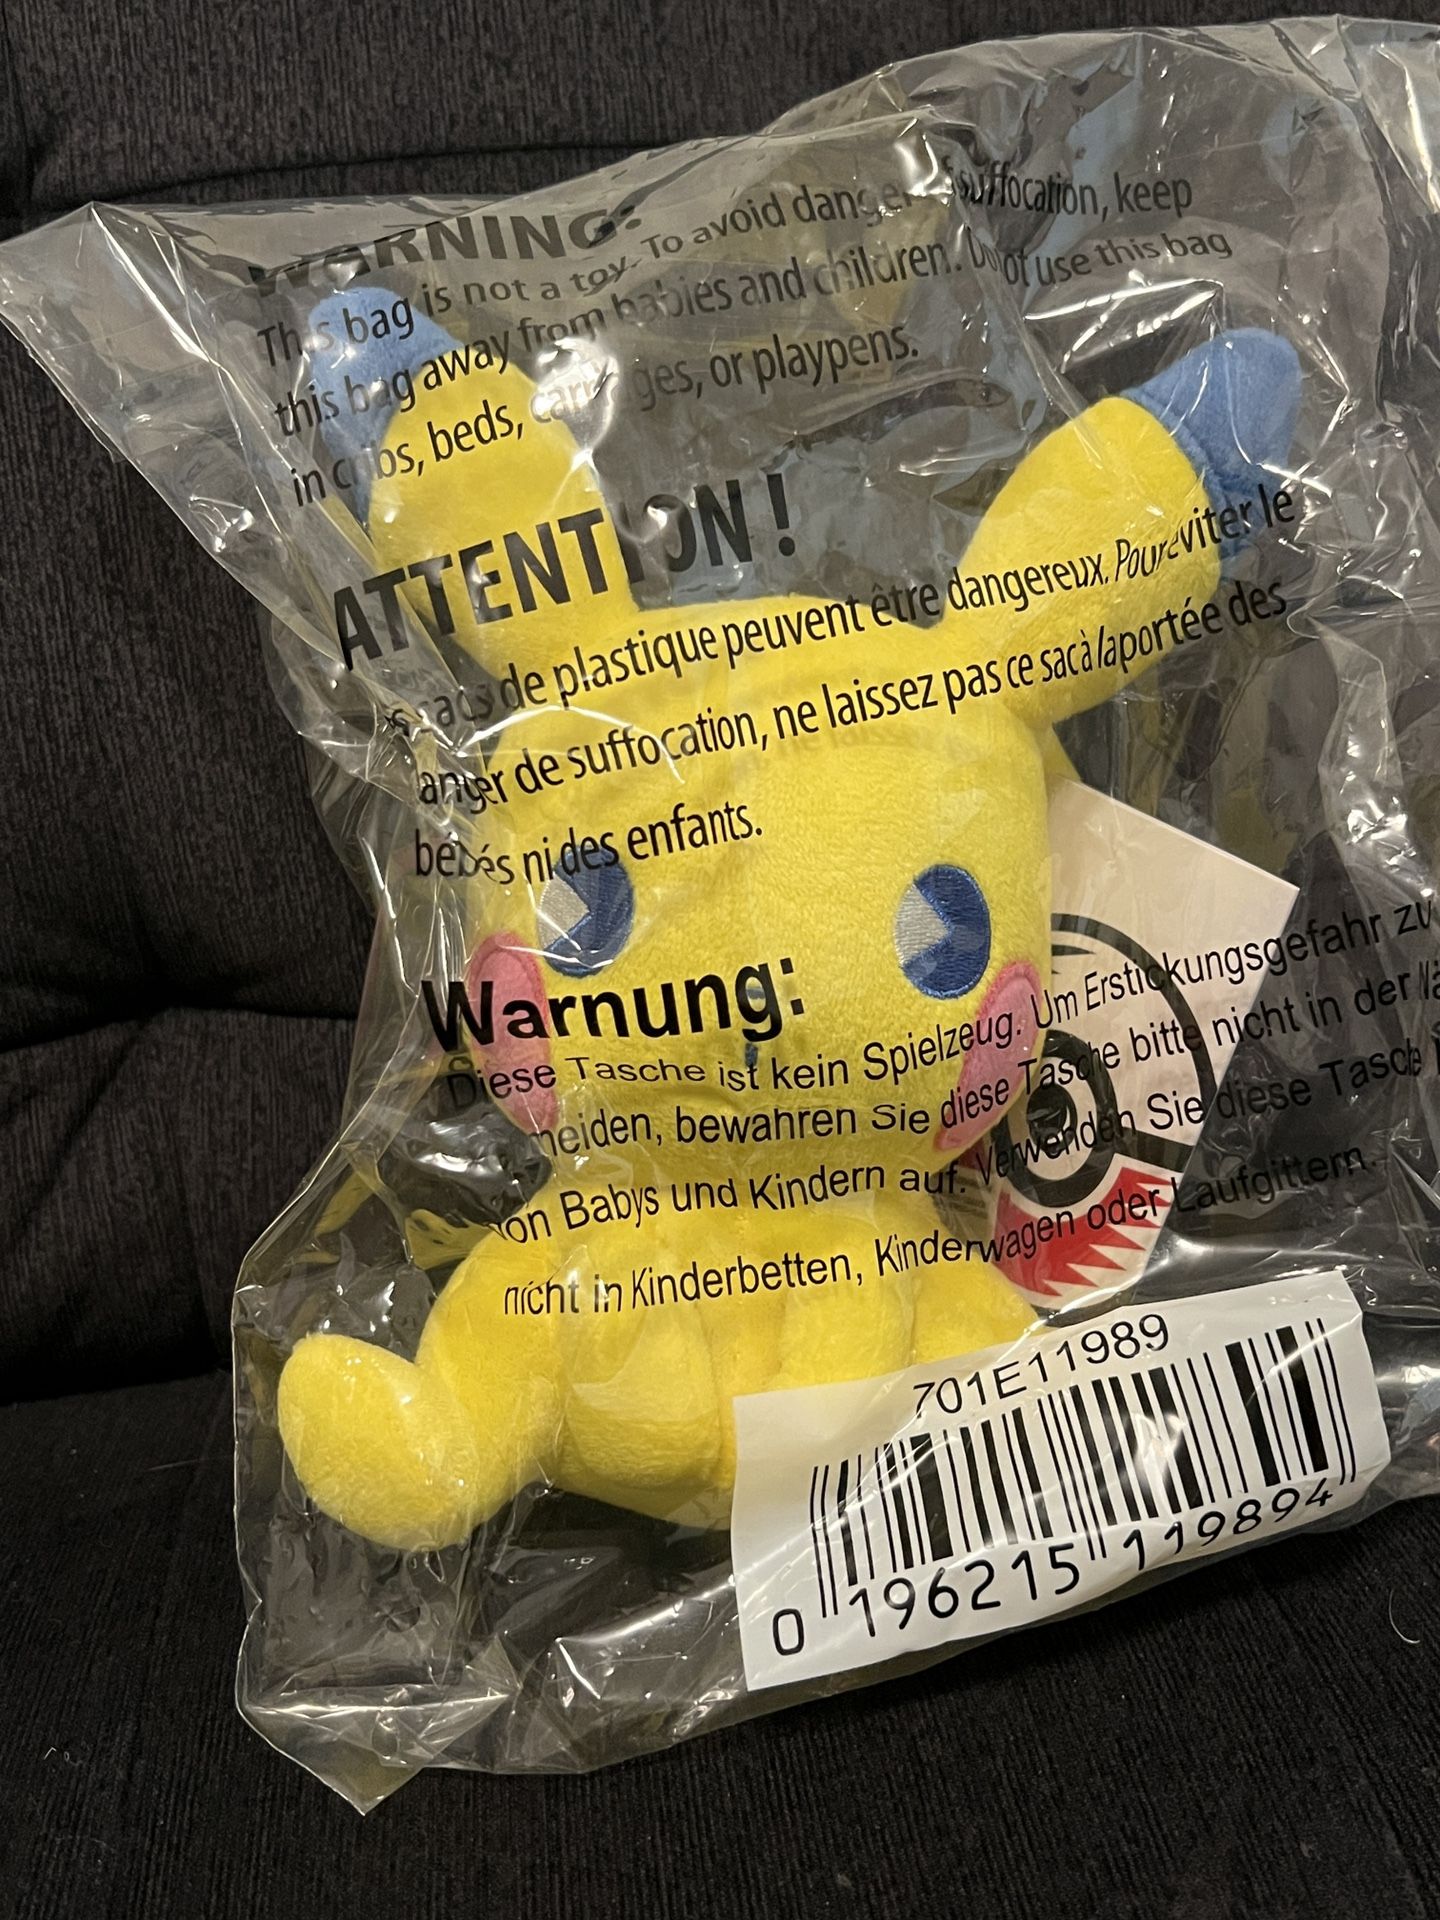 WARNING:
This bag is not a toy. To avoid danger of suffocation, keep
this bag away from babies and children. Do not use this bag
in cribs, beds, carriages, or playpens.
ATTENTION !
sacs de plastique peuvent être dangereux. Pour éviter le
anger de suffocation, ne laissez pas ce sac à la portée des
bébés ni des enfants.
Warnung:
Diese Tasche ist kein Spielzeug. Um Erstickungsgefahr zu
meiden, bewahren Sie diese Tasche bitte nicht in der
von Babys und Kindern auf. Verwenden Sie diese Tasche
nicht in Kinderbetten, Kinderwagen oder Laufgittern.
701E11989
0 196215 119894